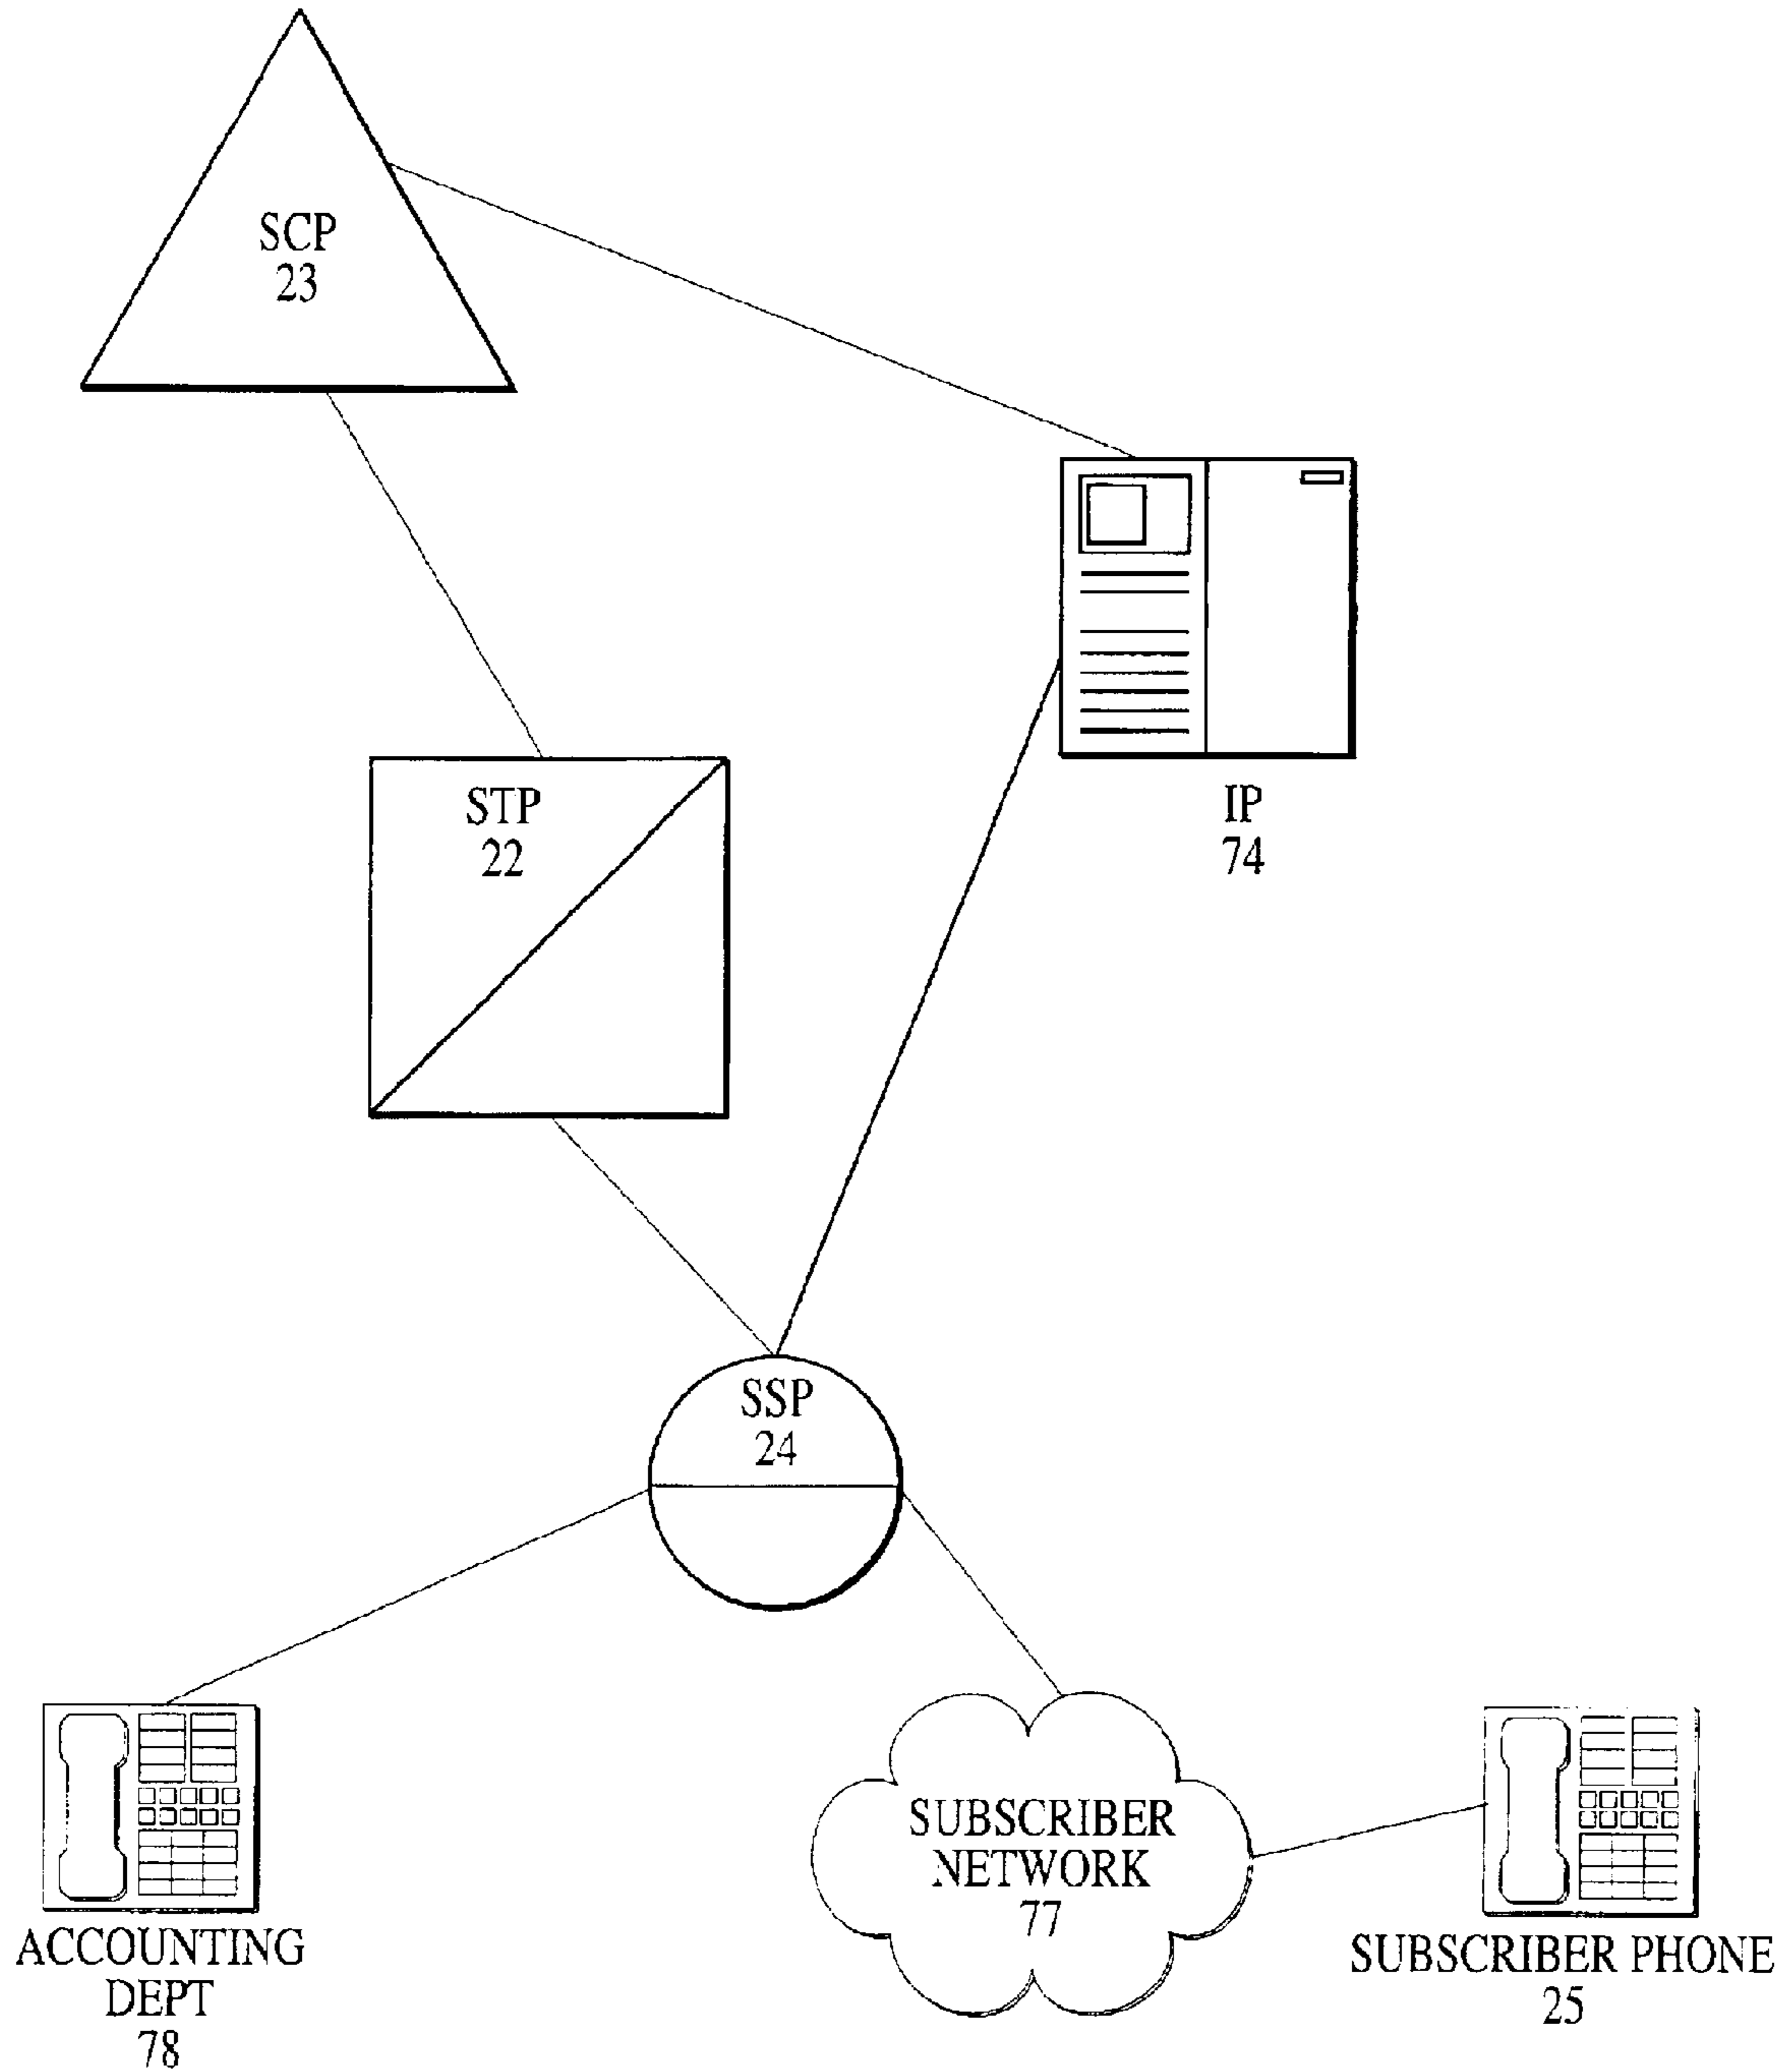 SCP
23
STP
22
IP
74
SSP
24
SUBSCRIBER
NETWORK
77
ACCOUNTING
DEPT
78
SUBSCRIBER PHONE
25